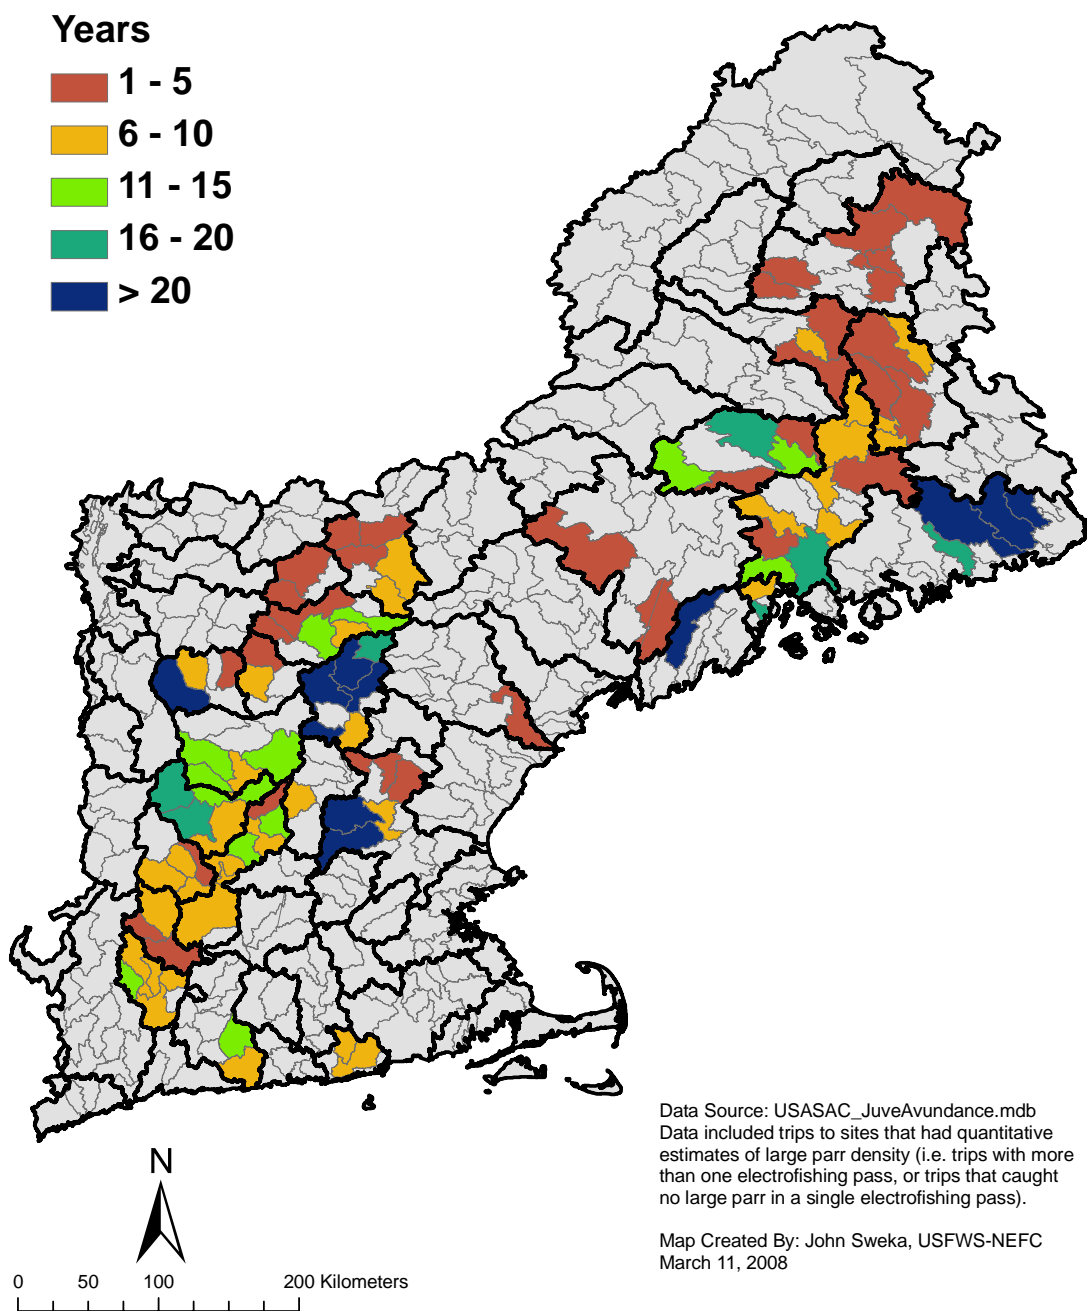 Years
1 - 5
6 - 10
11 - 15
16 - 20
> 20
Data Source: USASAC_JuveAvundance.mdb
Data included trips to sites that had quantitative
estimates of large parr density (i.e. trips with more
than one electrofishing pass, or trips that caught
no large parr in a single electrofishing pass).
Map Created By: John Sweka, USFWS-NEFC
March 11, 2008
N
0 50 100 200 Kilometers